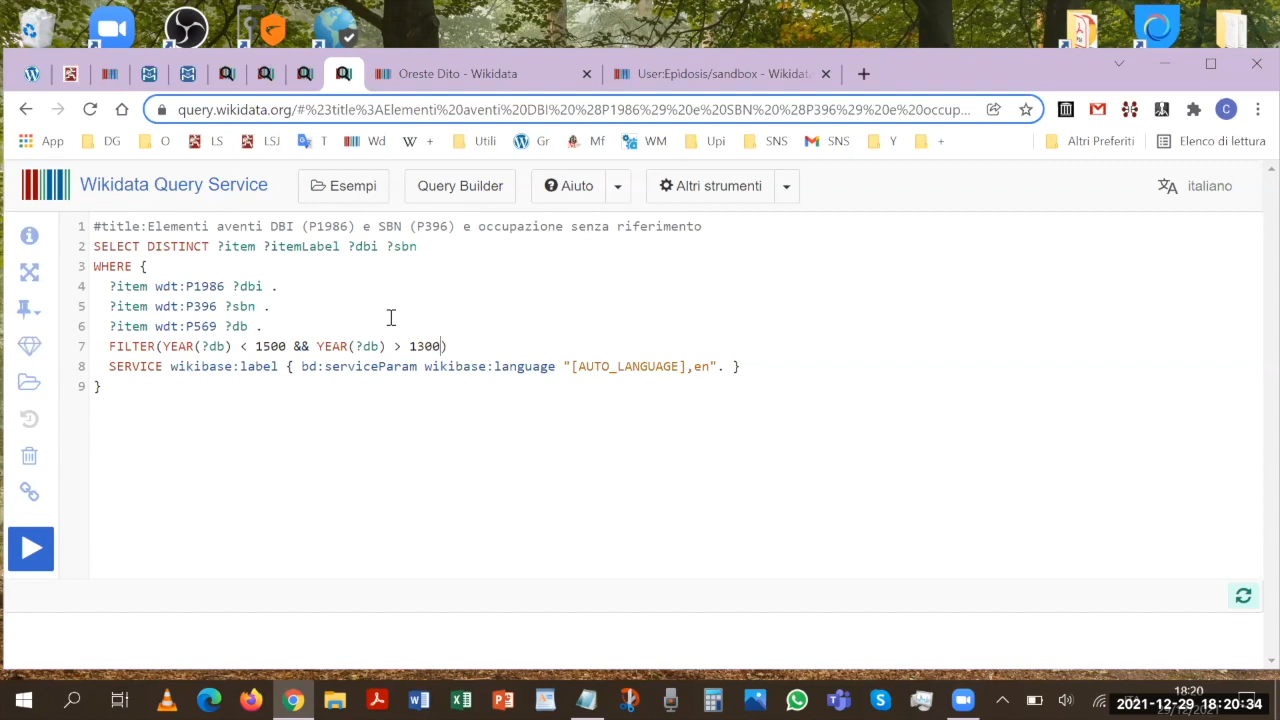 Oreste Dito - Wikidata
User:Epìdosis/sandbox - Wikidat
query.wikidata.org/#%23title%3AElementi%20aventi%20DBI%20%28P1986%29%20e%20SBN%20%28P396%29%20e%20occup...
App
DG
O
LS
LSJ
T
Wd
+
Utili
Gr
Mf
WM
Upi
SNS
SNS
Y
+
Altri Preferiti
Elenco di lettura
Wikidata Query Service
Esempi
Query Builder
Aiuto
Altri strumenti
italiano
1 #title:Elementi aventi DBI (P1986) e SBN (P396) e occupazione senza riferimento
2 SELECT DISTINCT ?item ?itemLabel ?dbi ?sbn
3 WHERE {
4 ?item wdt:P1986 ?dbi .
5 ?item wdt:P396 ?sbn .
6 ?item wdt:P569 ?db .
7 FILTER(YEAR(?db) < 1500 && YEAR(?db) > 1300)
8 SERVICE wikibase:label { bd:serviceParam wikibase:language "[AUTO_LANGUAGE],en". }
9 }
18:20
2021-12-29 18:20:34